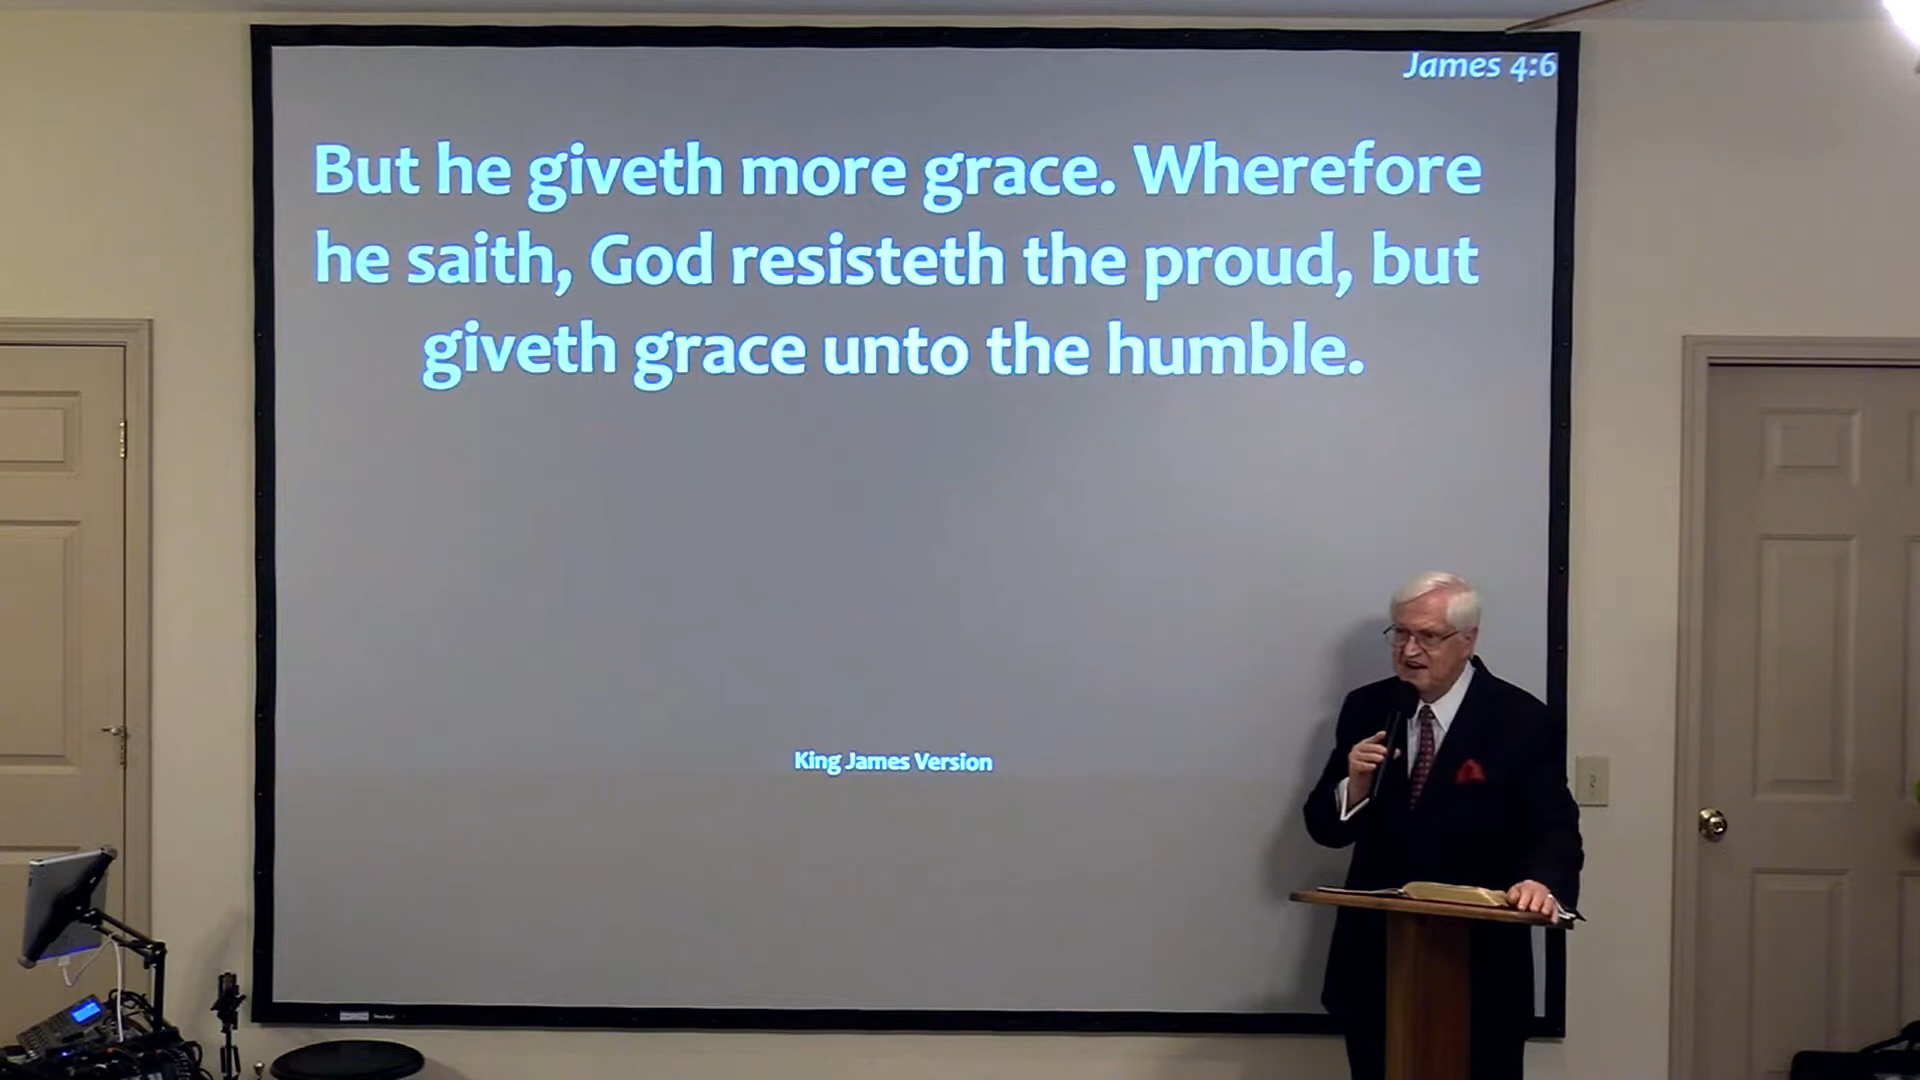 James 4:6
But he giveth more grace. Wherefore
he saith, God resisteth the proud, but
giveth grace unto the humble.
King James Version